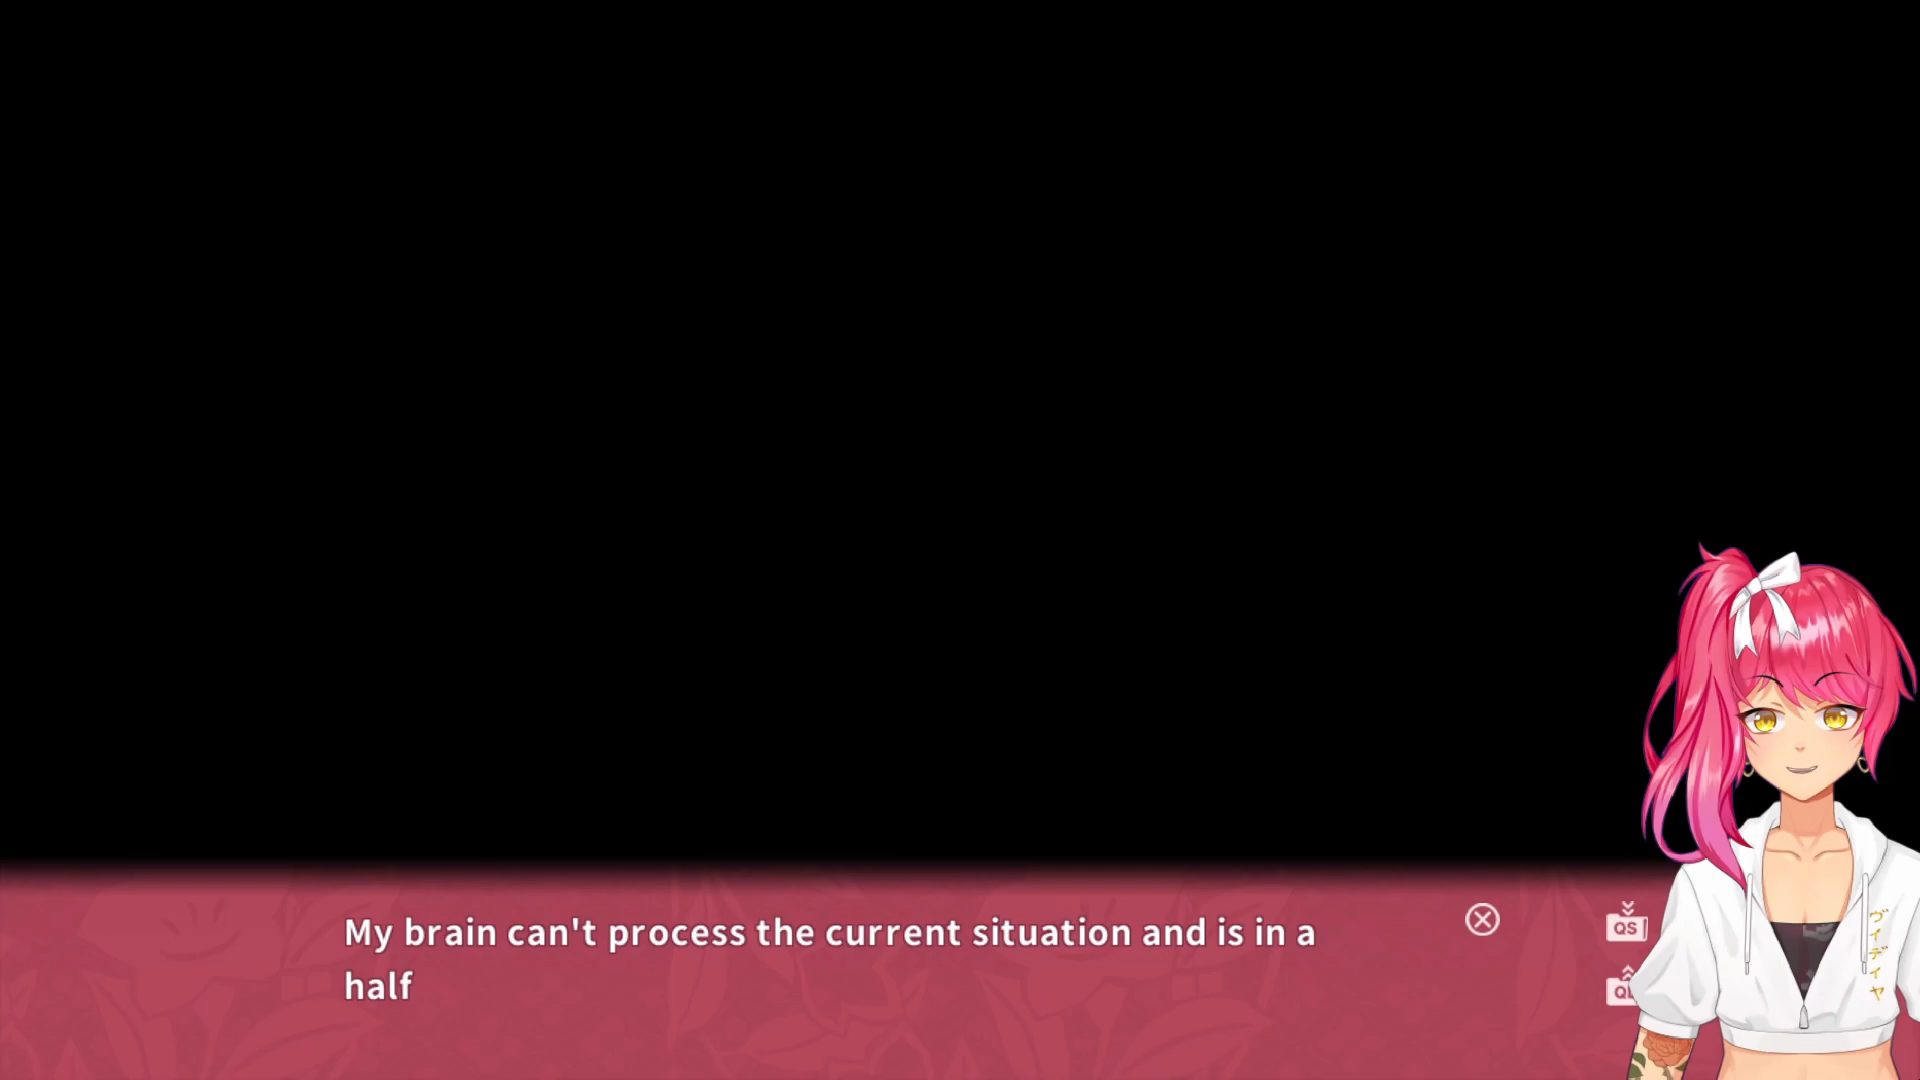 My brain can't process the current situation and is in a
half
QS
ヴィディヤ